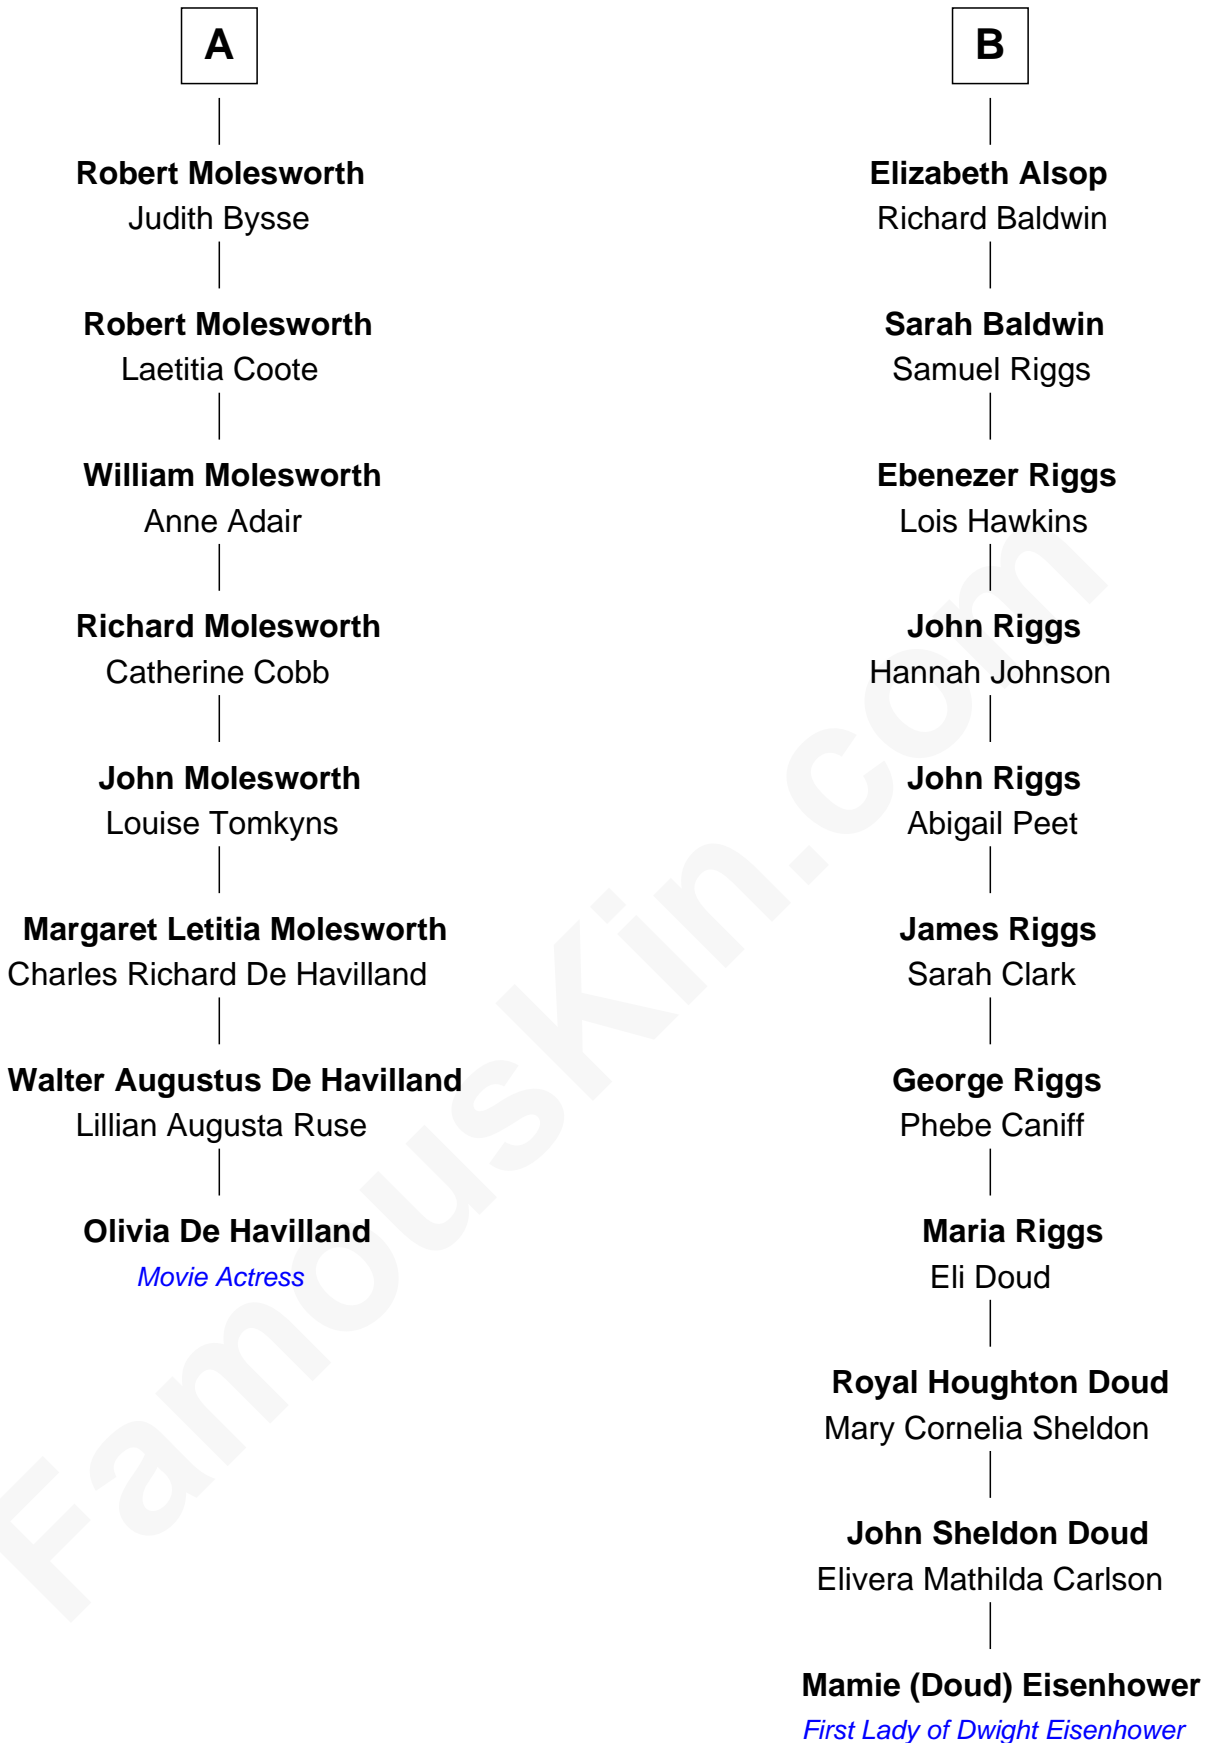 A
Robert Molesworth
Judith Bysse
Robert Molesworth
Laetitia Coote
William Molesworth
Anne Adair
Richard Molesworth
Catherine Cobb
John Molesworth
Louise Tomkyns
Margaret Letitia Molesworth
Charles Richard De Havilland
Walter Augustus De Havilland
Lillian Augusta Ruse
Olivia De Havilland
Movie Actress
B
Elizabeth Alsop
Richard Baldwin
Sarah Baldwin
Samuel Riggs
Ebenezer Riggs
Lois Hawkins
John Riggs
Hannah Johnson
John Riggs
Abigail Peet
James Riggs
Sarah Clark
George Riggs
Phebe Caniff
Maria Riggs
Eli Doud
Royal Houghton Doud
Mary Cornelia Sheldon
John Sheldon Doud
Elivera Mathilda Carlson
Mamie (Doud) Eisenhower
First Lady of Dwight Eisenhower
FamousKin.com